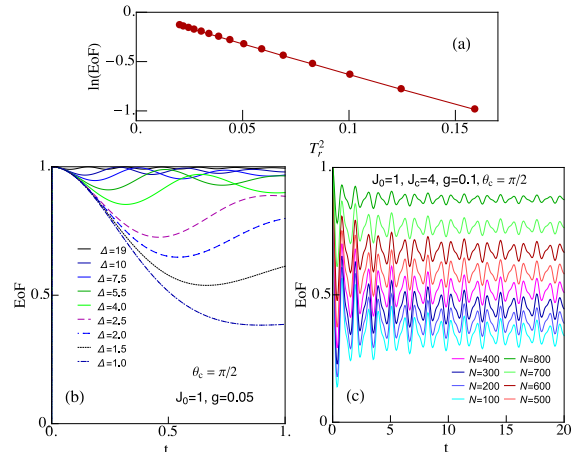 0.
−0.5
−1.
ln(EoF)
(a)
0.
0.05
0.10
0.15
T_r^2
1
0.5
0
EoF
Δ=19
Δ=10
Δ=7,5
Δ=5,5
Δ=4.0
Δ=2.5
Δ=2.0
Δ=1.5
Δ=1.0
θ_c = π/2
J_0=1, g=0.05
(b)
0.
0.5
1.
t
J_0=1, J_c=4, g=0.1, θ_c = π/2
1
0.5
0
EoF
N=400 N=800
N=300 N=700
N=200 N=600
N=100 N=500
(c)
0 5 10 15 20
t